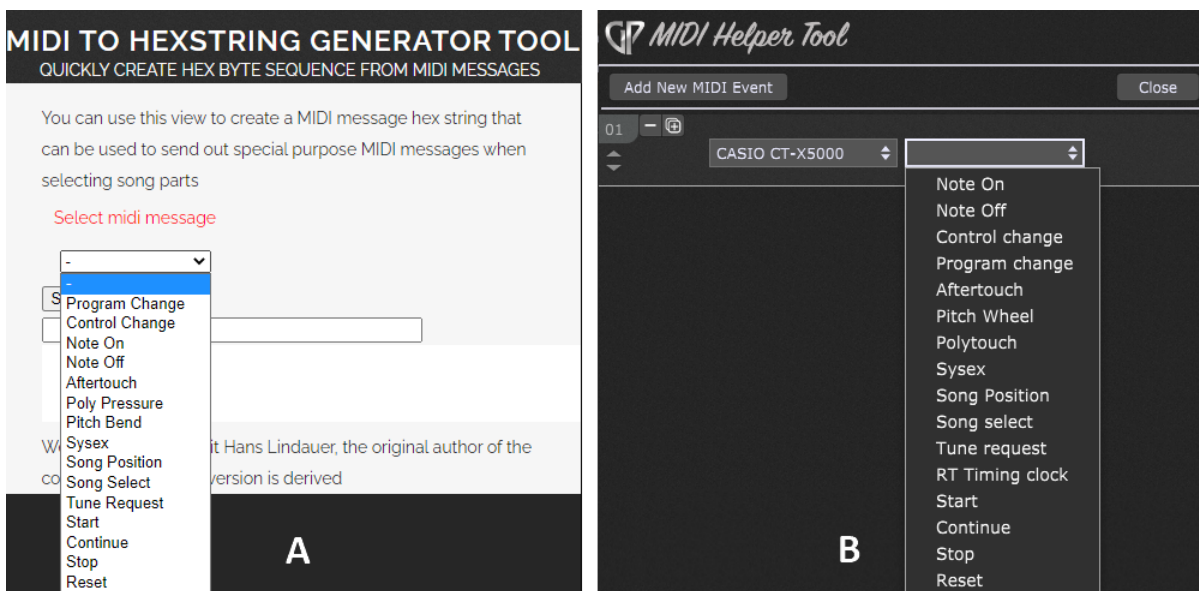 MIDI TO HEXSTRING GENERATOR TOOL
QUICKLY CREATE HEX BYTE SEQUENCE FROM MIDI MESSAGES
You can use this view to create a MIDI message hex string that
can be used to send out special purpose MIDI messages when
selecting song parts
Select midi message
-
-
S
Program Change
Control Change
Note On
Note Off
Aftertouch
Poly Pressure
Pitch Bend
Sysex
Song Position
Song Select
Tune Request
Start
Continue
Stop
Reset
it Hans Lindauer, the original author of the
version is derived
A
GP MIDI Helper Tool
Add New MIDI Event
Close
01
CASIO CT-X5000
Note On
Note Off
Control change
Program change
Aftertouch
Pitch Wheel
Polytouch
Sysex
Song Position
Song select
Tune request
RT Timing clock
Start
Continue
Stop
Reset
B